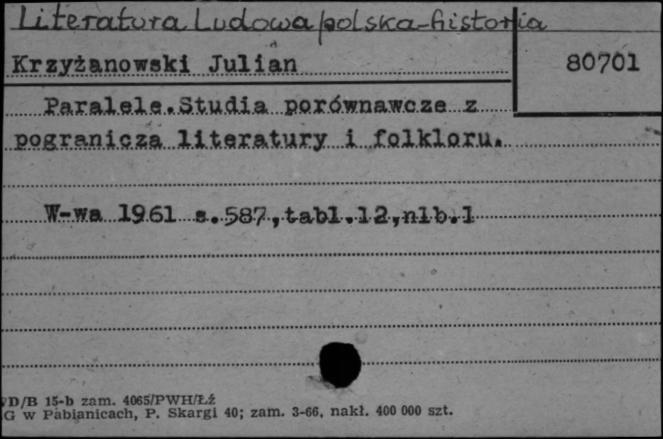 Literatura Ludowa polska-historia
Krzyżanowski Julian
80701
Paralele.Studia porównawcze z
pogranicza literatury i folkloru.
W-wa 1961 s.587,tabl.12,nlb.1
D/B 15-b zam. 4065/PWH/Łź
G w Pabianicach, P. Skargi 40; zam. 3-66, nakł. 400 000 szt.